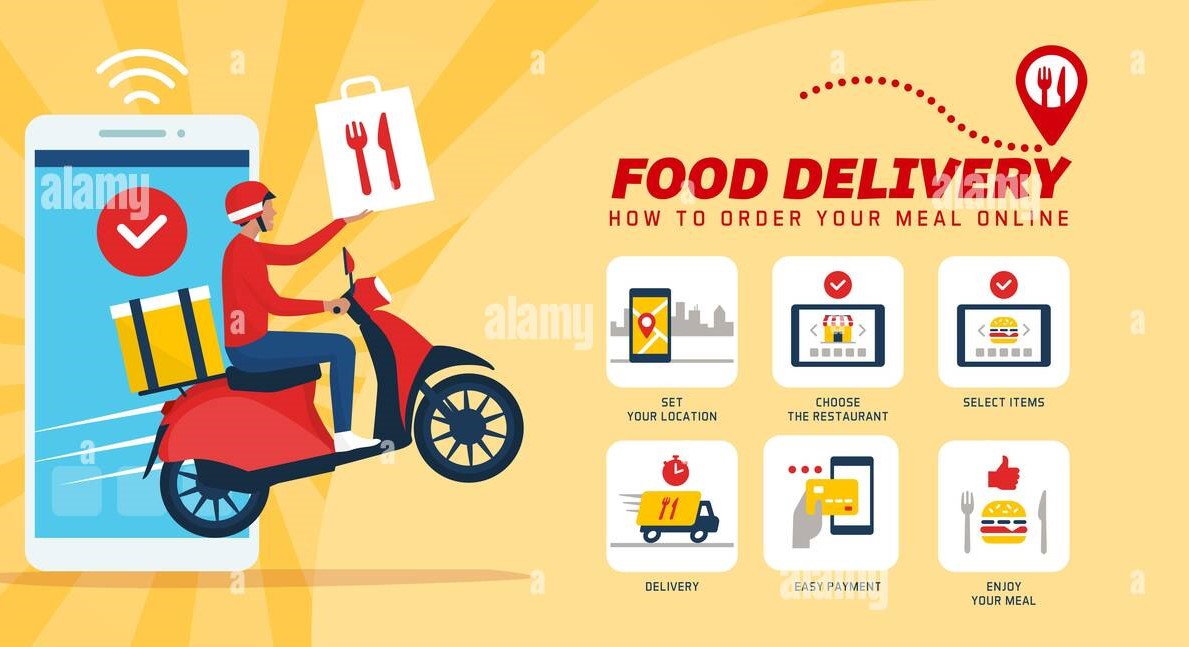 FOOD DELIVERY
HOW TO ORDER YOUR MEAL ONLINE
SET
YOUR LOCATION
CHOOSE
THE RESTAURANT
SELECT ITEMS
DELIVERY
EASY PAYMENT
ENJOY
YOUR MEAL
alamy
alamy
alamy
alamy
a
a
a
a
a
a
a
a
a
a
a
a
a